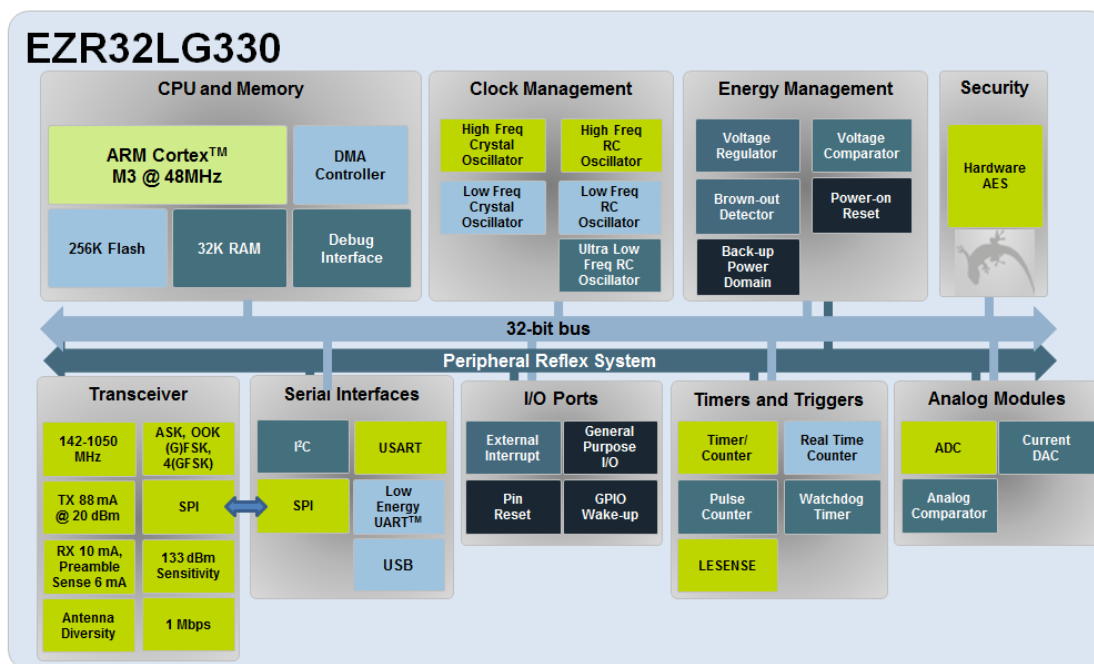 EZR32LG330
CPU and Memory
ARM Cortex™
M3 @ 48MHz
DMA
Controller
256K Flash
32K RAM
Debug
Interface
Clock Management
High Freq
Crystal
Oscillator
High Freq
RC
Oscillator
Low Freq
Crystal
Oscillator
Low Freq
RC
Oscillator
Ultra Low
Freq RC
Oscillator
Energy Management
Voltage
Regulator
Voltage
Comparator
Brown-out
Detector
Power-on
Reset
Back-up
Power
Domain
Security
Hardware
AES
32-bit bus
Peripheral Reflex System
Transceiver
142-1050
MHz
ASK, OOK
(G)FSK,
4(GFSK)
TX 88 mA
@ 20 dBm
SPI
RX 10 mA,
Preamble
Sense 6 mA
133 dBm
Sensitivity
Antenna
Diversity
1 Mbps
Serial Interfaces
I²C
USART
SPI
Low
Energy
UART™
USB
I/O Ports
External
Interrupt
General
Purpose
I/O
Pin
Reset
GPIO
Wake-up
Timers and Triggers
Timer/
Counter
Real Time
Counter
Pulse
Counter
Watchdog
Timer
LESENSE
Analog Modules
ADC
Current
DAC
Analog
Comparator